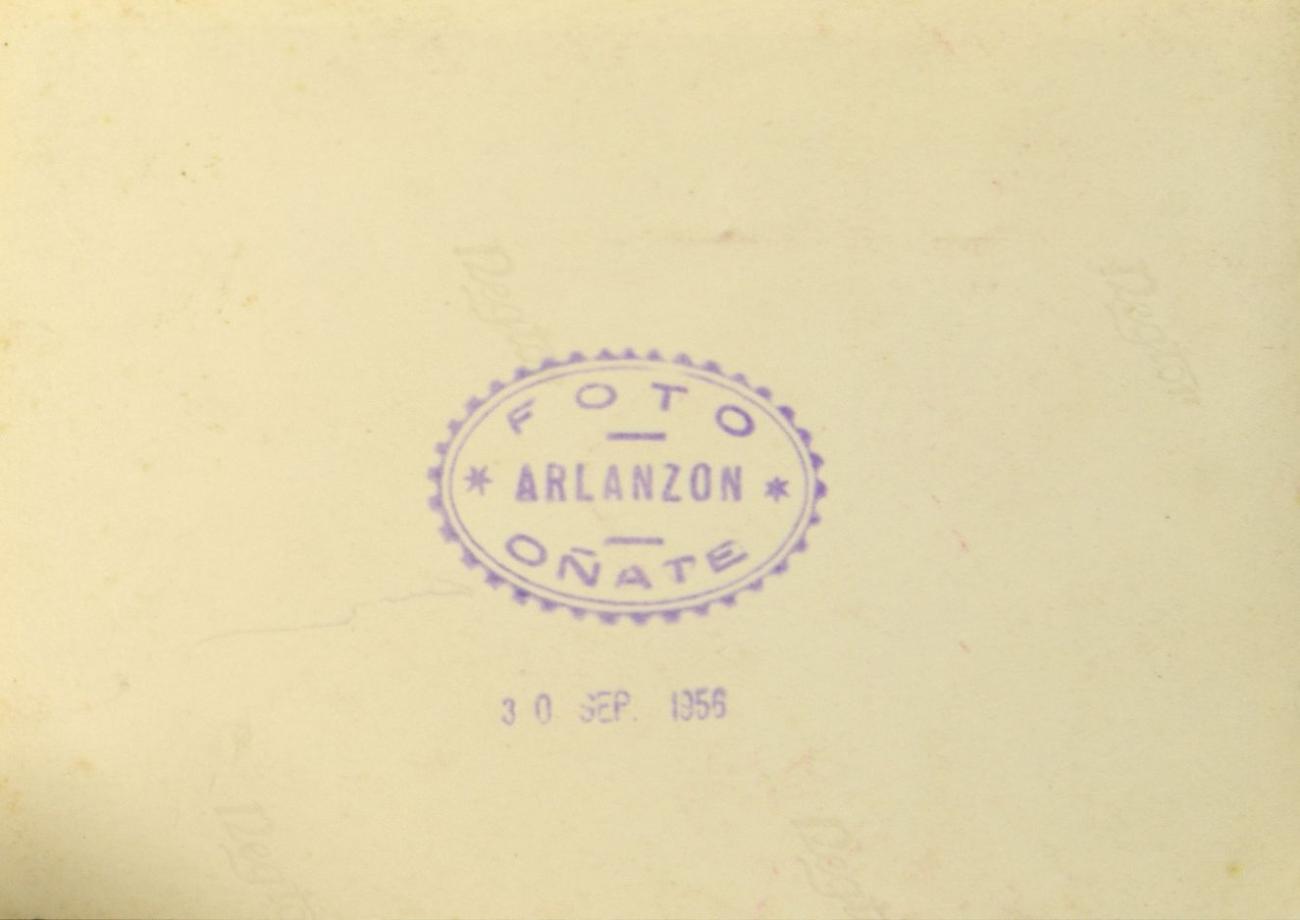 FOTO
* ARLANZON *
OÑATE
30 SEP. 1956